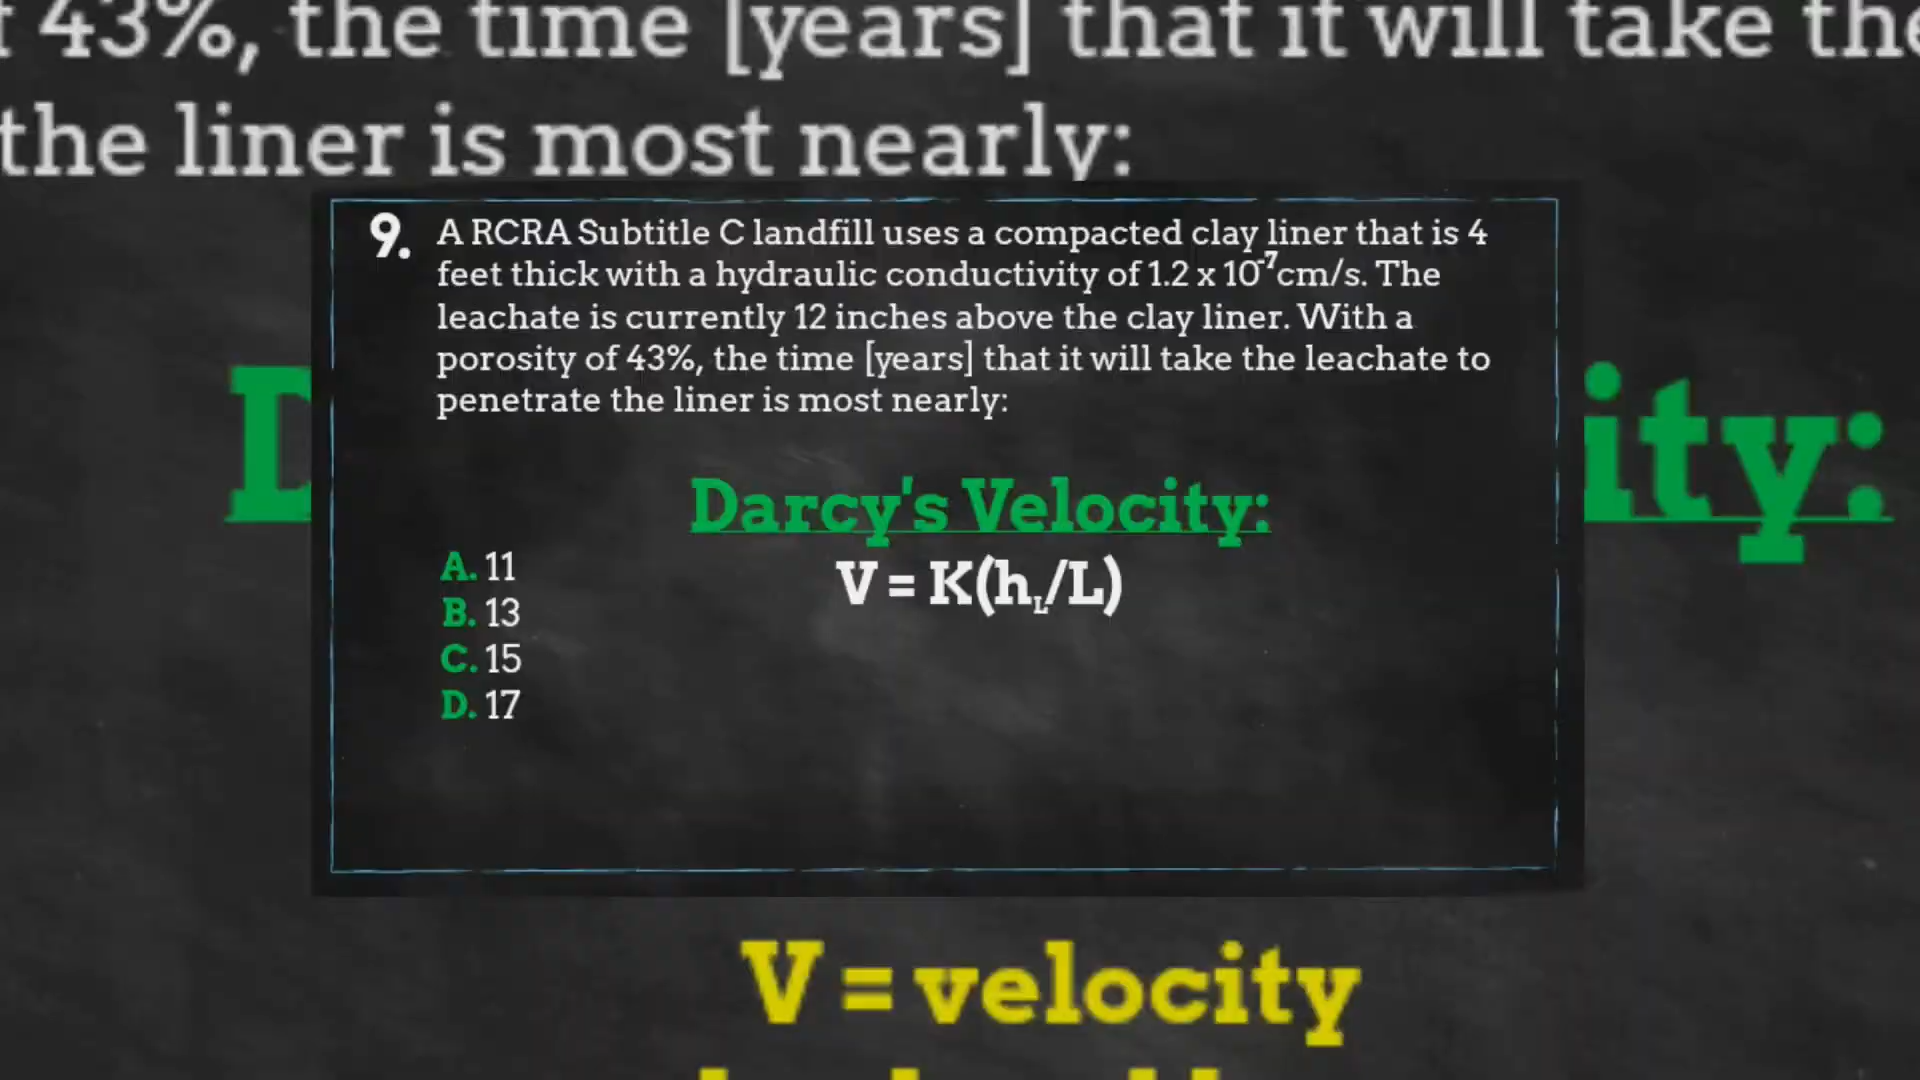 43%, the time [years] that it will take the
the liner is most nearly:
9. A RCRA Subtitle C landfill uses a compacted clay liner that is 4
feet thick with a hydraulic conductivity of 1.2 x 10⁻⁷cm/s. The
leachate is currently 12 inches above the clay liner. With a
porosity of 43%, the time [years] that it will take the leachate to
penetrate the liner is most nearly:
Darcy's Velocity:
V = K(hL/L)
A. 11
B. 13
C. 15
D. 17
ity:
V = velocity